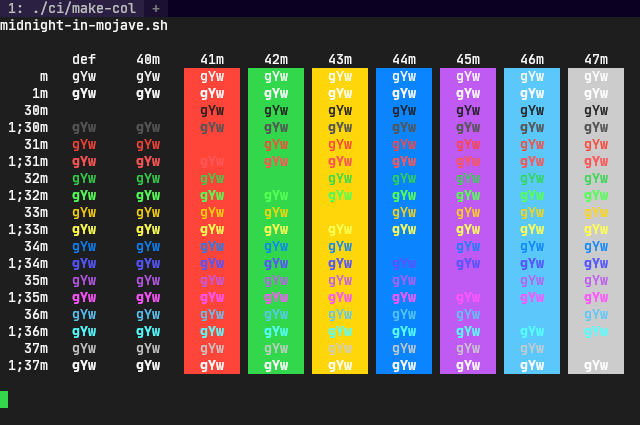 1: ./ci/make-col +
midnight-in-mojave.sh
def 40m 41m 42m 43m 44m 45m 46m 47m
m gYw gYw gYw gYw gYw gYw gYw gYw gYw
1m gYw gYw gYw gYw gYw gYw gYw gYw gYw
30m gYw gYw gYw gYw gYw gYw gYw
1;30m gYw gYw gYw gYw gYw gYw gYw gYw gYw
31m gYw gYw gYw gYw gYw gYw gYw gYw
1;31m gYw gYw gYw gYw gYw gYw gYw gYw gYw
32m gYw gYw gYw gYw gYw gYw gYw gYw
1;32m gYw gYw gYw gYw gYw gYw gYw gYw gYw
33m gYw gYw gYw gYw gYw gYw gYw gYw
1;33m gYw gYw gYw gYw gYw gYw gYw gYw gYw
34m gYw gYw gYw gYw gYw gYw gYw gYw
1;34m gYw gYw gYw gYw gYw gYw gYw gYw gYw
35m gYw gYw gYw gYw gYw gYw gYw gYw
1;35m gYw gYw gYw gYw gYw gYw gYw gYw gYw
36m gYw gYw gYw gYw gYw gYw gYw gYw
1;36m gYw gYw gYw gYw gYw gYw gYw gYw gYw
37m gYw gYw gYw gYw gYw gYw gYw gYw
1;37m gYw gYw gYw gYw gYw gYw gYw gYw gYw